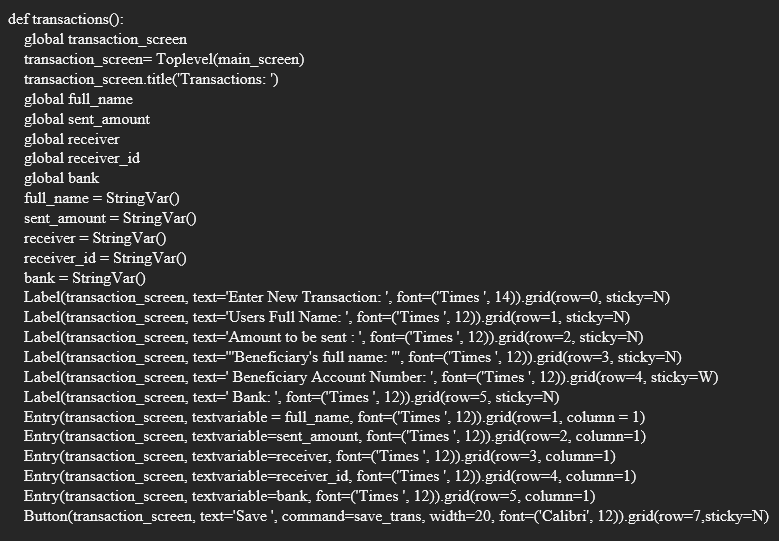 def transactions():
    global transaction_screen
    transaction_screen= Toplevel(main_screen)
    transaction_screen.title('Transactions: ')
    global full_name
    global sent_amount
    global receiver
    global receiver_id
    global bank
    full_name = StringVar()
    sent_amount = StringVar()
    receiver = StringVar()
    receiver_id = StringVar()
    bank = StringVar()
    Label(transaction_screen, text='Enter New Transaction: ', font=('Times ', 14)).grid(row=0, sticky=N)
    Label(transaction_screen, text='Users Full Name: ', font=('Times ', 12)).grid(row=1, sticky=N)
    Label(transaction_screen, text='Amount to be sent : ', font=('Times ', 12)).grid(row=2, sticky=N)
    Label(transaction_screen, text='''Beneficiary's full name: ''', font=('Times ', 12)).grid(row=3, sticky=N)
    Label(transaction_screen, text=' Beneficiary Account Number: ', font=('Times ', 12)).grid(row=4, sticky=W)
    Label(transaction_screen, text=' Bank: ', font=('Times ', 12)).grid(row=5, sticky=N)
    Entry(transaction_screen, textvariable = full_name, font=('Times ', 12)).grid(row=1, column = 1)
    Entry(transaction_screen, textvariable=sent_amount, font=('Times ', 12)).grid(row=2, column=1)
    Entry(transaction_screen, textvariable=receiver, font=('Times ', 12)).grid(row=3, column=1)
    Entry(transaction_screen, textvariable=receiver_id, font=('Times ', 12)).grid(row=4, column=1)
    Entry(transaction_screen, textvariable=bank, font=('Times ', 12)).grid(row=5, column=1)
    Button(transaction_screen, text='Save ', command=save_trans, width=20, font=('Calibri', 12)).grid(row=7,sticky=N)